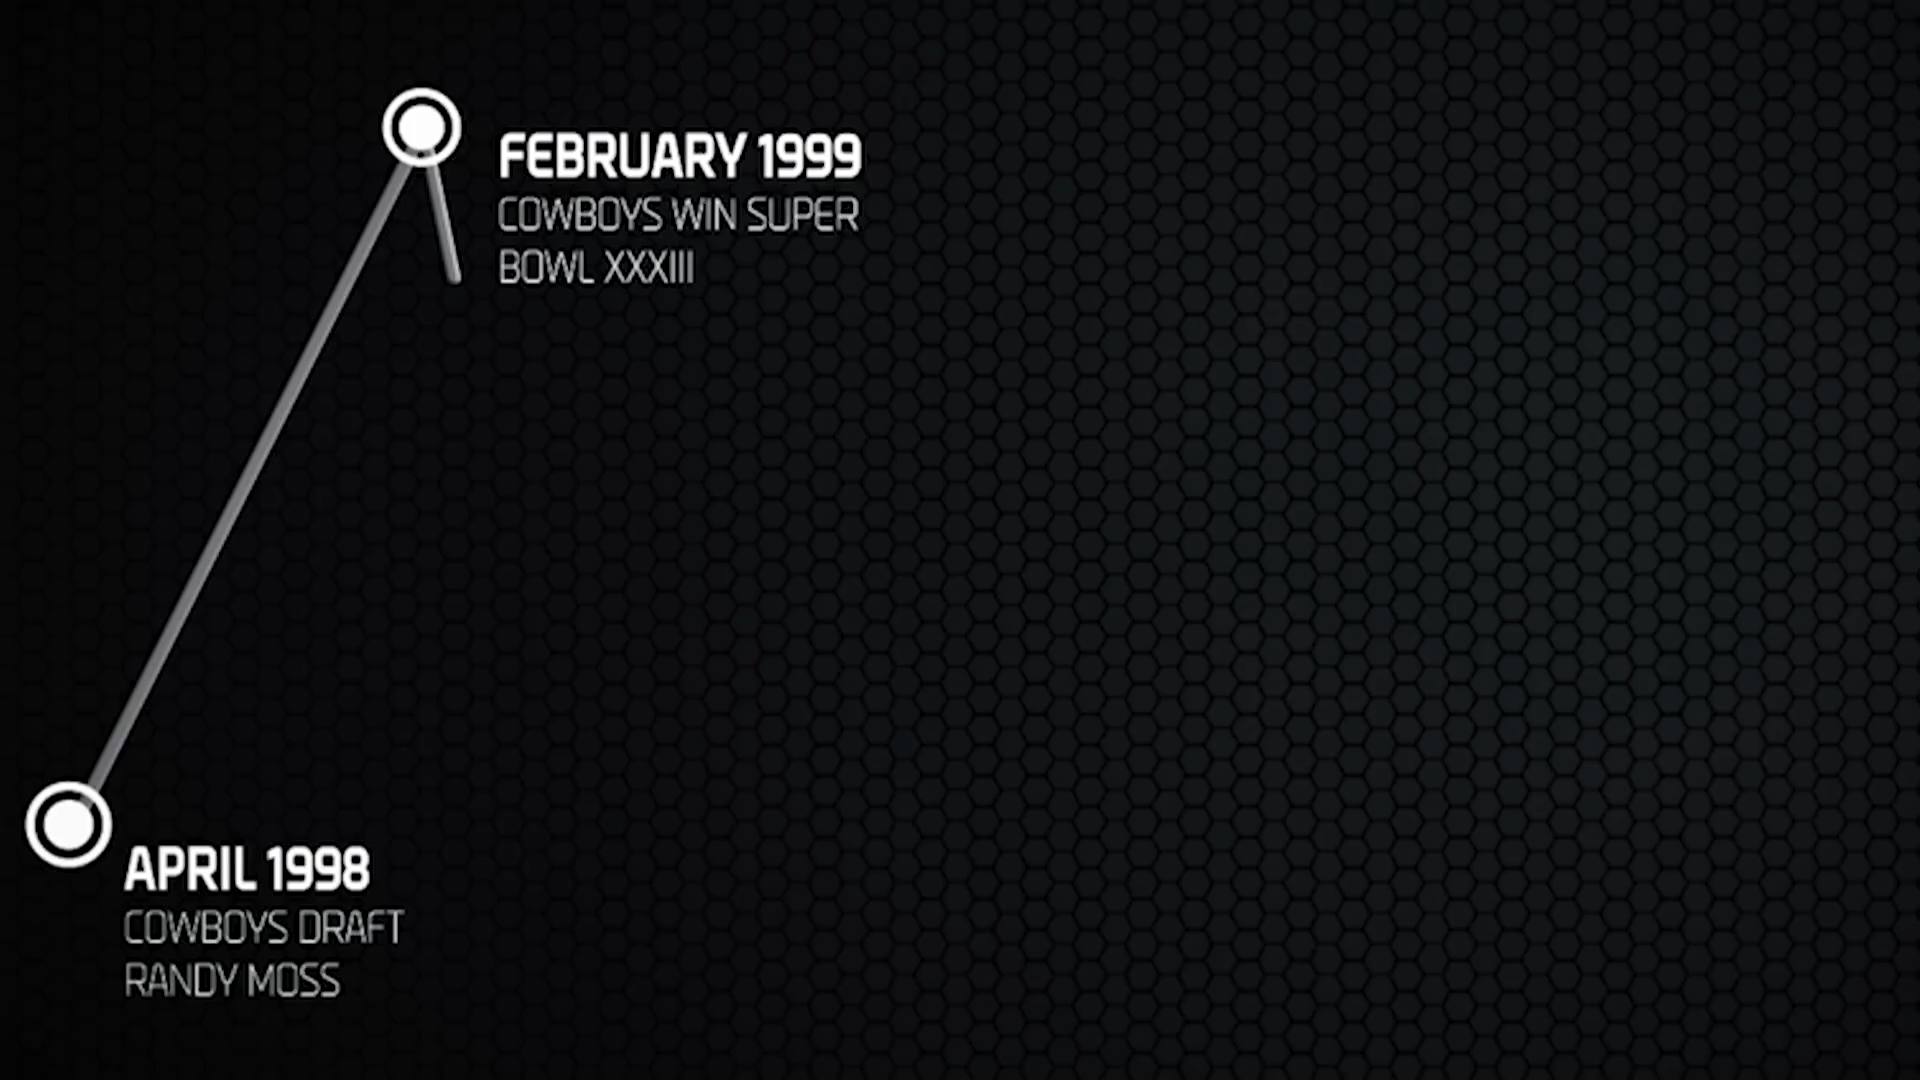 FEBRUARY 1999
COWBOYS WIN SUPER
BOWL XXXIII
APRIL 1998
COWBOYS DRAFT
RANDY MOSS